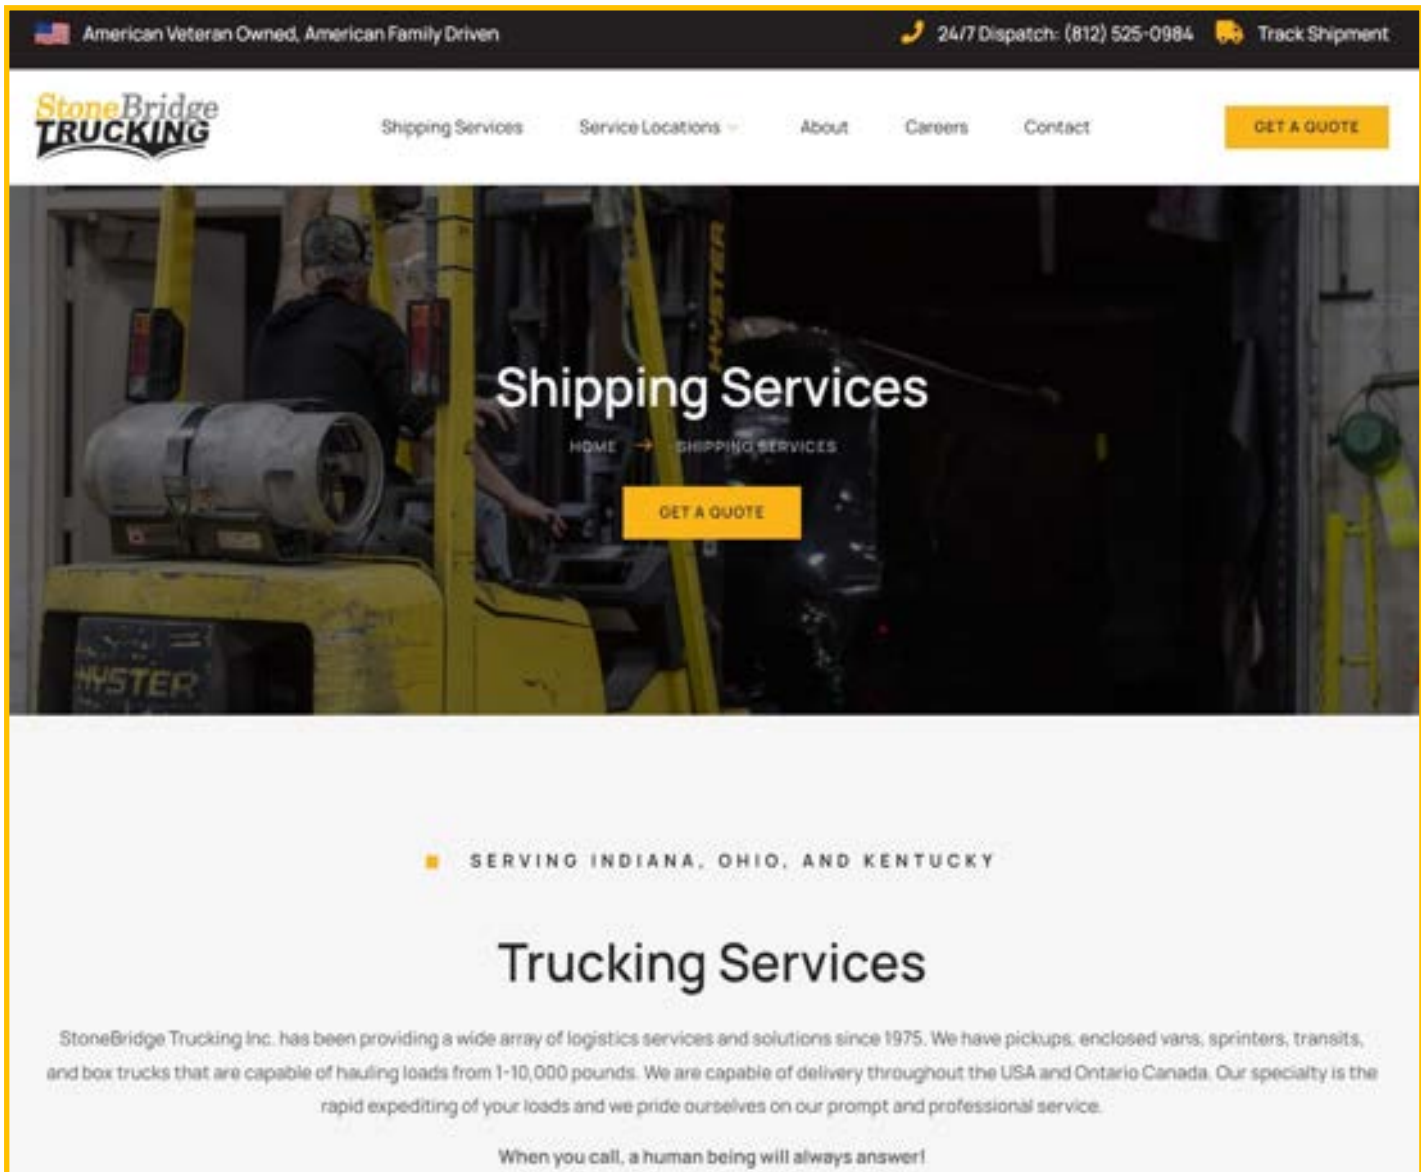 American Veteran Owned, American Family Driven
24/7 Dispatch: (812) 525-0984
Track Shipment
StoneBridge
TRUCKING
Shipping Services
Service Locations
About
Careers
Contact
GET A QUOTE
HYSTER
Shipping Services
HOME → SHIPPING SERVICES
GET A QUOTE
HYSTER
SERVING INDIANA, OHIO, AND KENTUCKY
Trucking Services
StoneBridge Trucking Inc. has been providing a wide array of logistics services and solutions since 1975. We have pickups, enclosed vans, sprinters, transits,
and box trucks that are capable of hauling loads from 1-10,000 pounds. We are capable of delivery throughout the USA and Ontario Canada. Our specialty is the
rapid expediting of your loads and we pride ourselves on our prompt and professional service.
When you call, a human being will always answer!